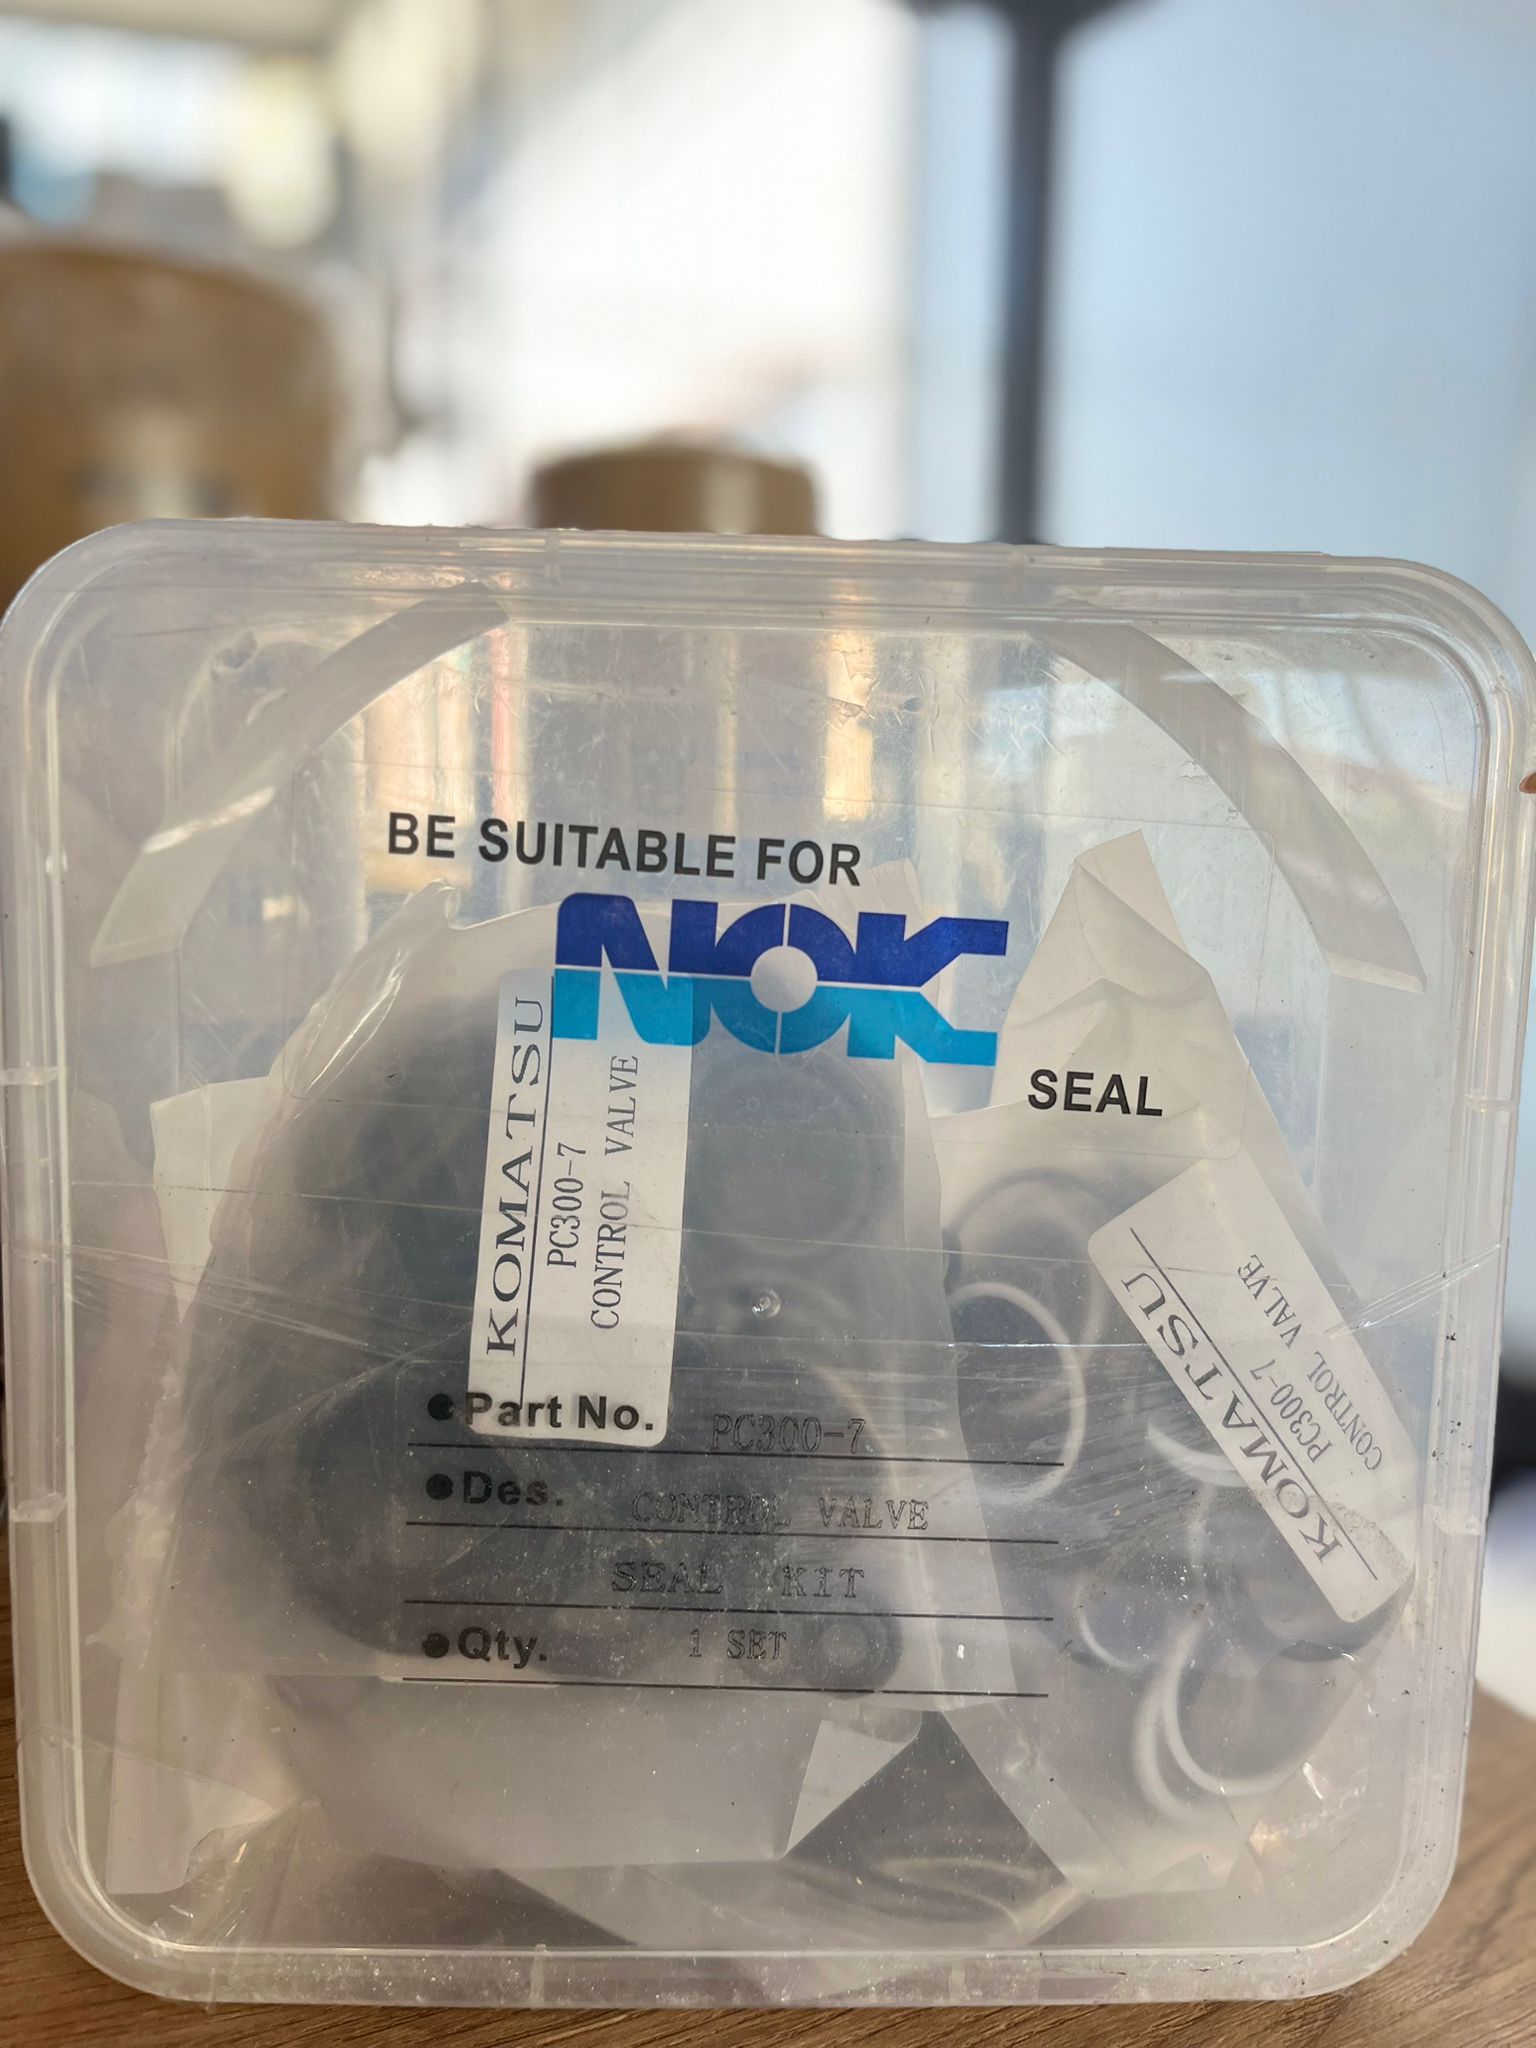 BE SUITABLE FOR
NOK
SEAL
KOMATSU
PC300-7
CONTROL VALVE
KOMATSU
PC300-7
CONTROL VALVE
●Part No. PC300-7
●Des. CONTROL VALVE
SEAL KIT
●Qty. 1 SET